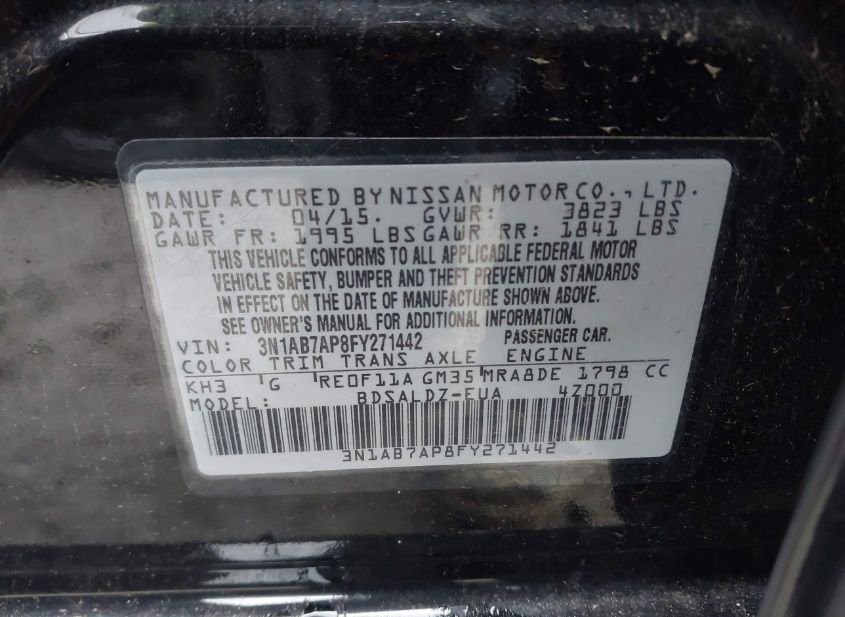 MANUFACTURED BY NISSAN MOTOR CO., LTD.
DATE: 04/15. GVWR: 3823 LBS
GAWR FR: 1995 LBS GAWR RR: 1841 LBS
THIS VEHICLE CONFORMS TO ALL APPLICABLE FEDERAL MOTOR
VEHICLE SAFETY, BUMPER AND THEFT PREVENTION STANDARDS
IN EFFECT ON THE DATE OF MANUFACTURE SHOWN ABOVE.
SEE OWNER'S MANUAL FOR ADDITIONAL INFORMATION.
VIN: 3N1AB7AP8FY271442 PASSENGER CAR.
COLOR TRIM TRANS AXLE ENGINE
KH3 G RE0F11A GM35 MRA8DE 1798 CC
MODEL: BDSALDZ-EUA 4Z000
3N1AB7AP8FY271442